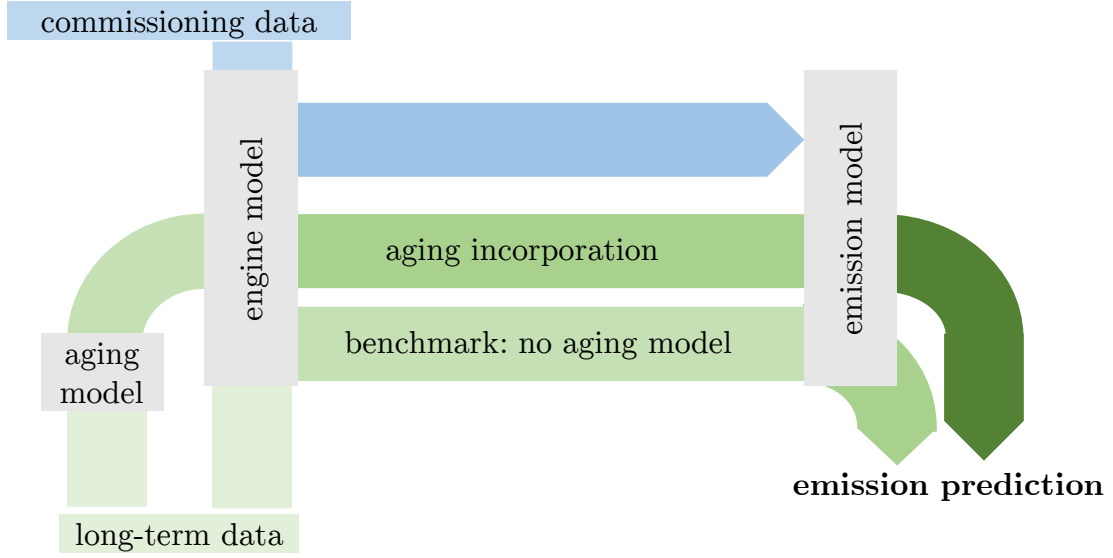 commissioning data
engine model
emission model
aging incorporation
benchmark: no aging model
aging
model
emission prediction
long-term data